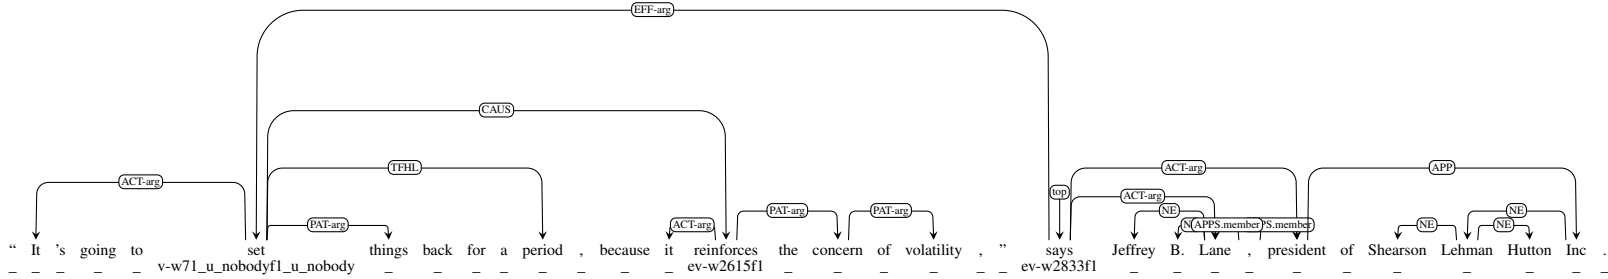 EFF-arg
CAUS
TFHL ACT-arg APP
ACT-arg top ACT-arg
PAT-arg PAT-arg NE NE
PAT-arg ACT-arg APPS.member NE NE
“ It 's going to set things back for a period , because it reinforces the concern of volatility , ” says Jeffrey B. Lane , president of Shearson Lehman Hutton Inc .
_ _ _ _ _ v-w71_u_nobodyf1_u_nobody _ _ _ _ _ _ _ _ ev-w2615f1 _ _ _ _ _ _ ev-w2833f1 _ _ _ _ _ _ _ _ _ _ _